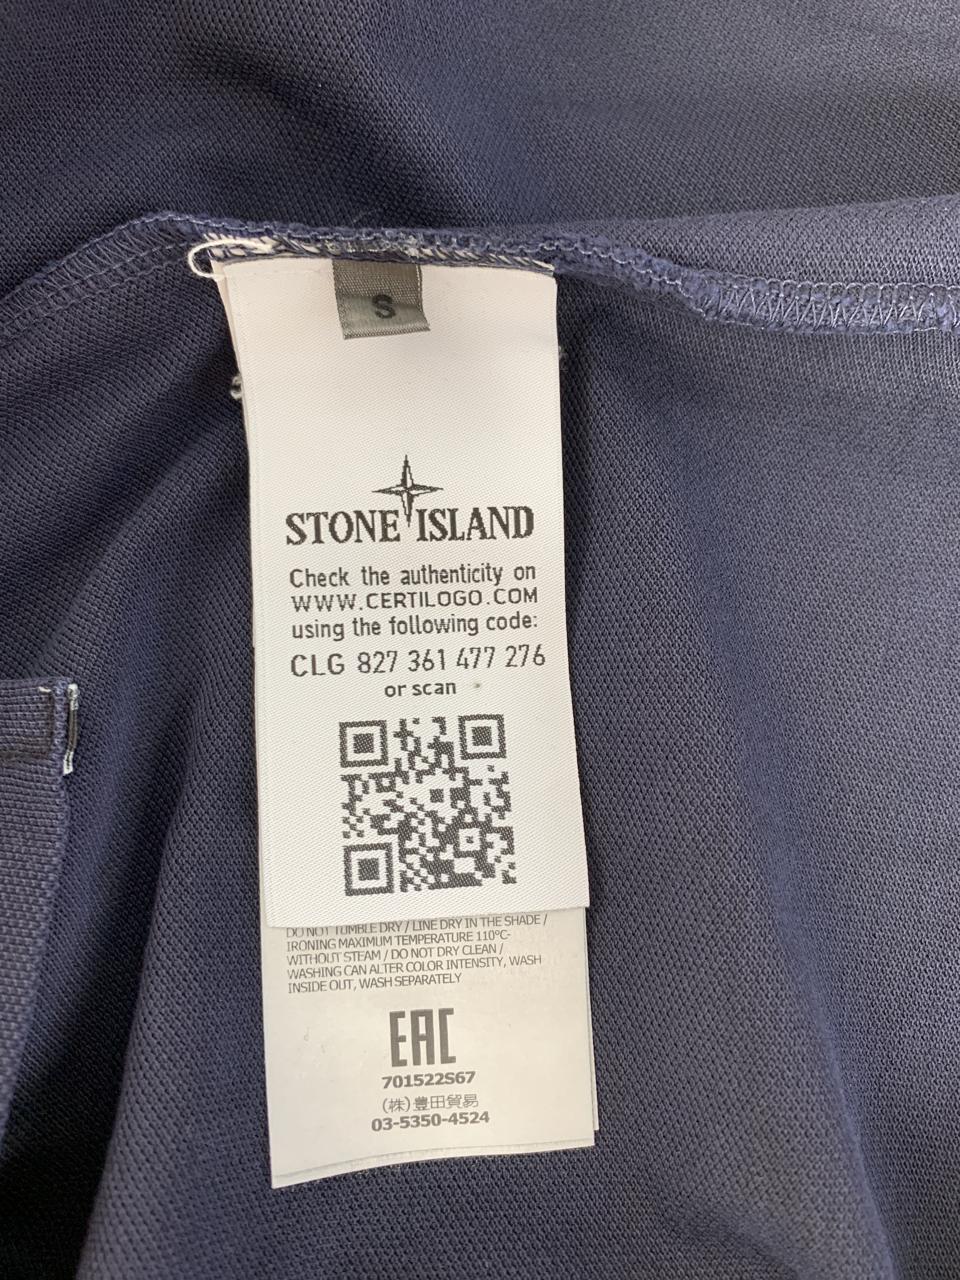 S
STONE ISLAND
Check the authenticity on
WWW.CERTILOGO.COM
using the following code:
CLG 827 361 477 276
or scan
DO NOT TUMBLE DRY / LINE DRY IN THE SHADE /
IRONING MAXIMUM TEMPERATURE 110°C-
WITHOUT STEAM / DO NOT DRY CLEAN /
WASHING CAN ALTER COLOR INTENSITY, WASH
INSIDE OUT, WASH SEPARATELY
EAC
701522S67
(株)豊田貿易
03-5350-4524